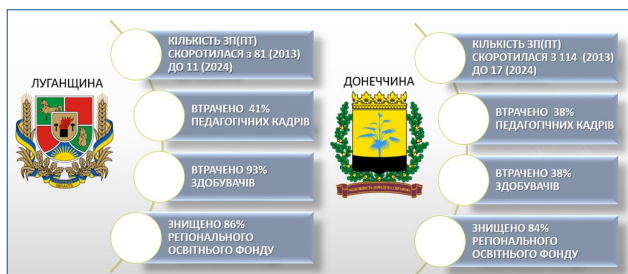 ЛУГАНЩИНА
КІЛЬКІСТЬ ЗП(ПТ)
СКОРОТИЛАСЯ з 81 (2013)
ДО 11 (2024)
ВТРАЧЕНО 41%
ПЕДАГОГІЧНИХ КАДРІВ
ВТРАЧЕНО 93%
ЗДОБУВАЧІВ
ЗНИЩЕНО 86%
РЕГІОНАЛЬНОГО
ОСВІТНЬОГО ФОНДУ
ДОНЕЧЧИНА
КІЛЬКІСТЬ ЗП(ПТ)
СКОРОТИЛАСЯ З 114 (2013)
ДО 17 (2024)
ВТРАЧЕНО 38%
ПЕДАГОГІЧНИХ КАДРІВ
ВТРАЧЕНО 38%
ЗДОБУВАЧІВ
ЗНИЩЕНО 84%
РЕГІОНАЛЬНОГО
ОСВІТНЬОГО ФОНДУ